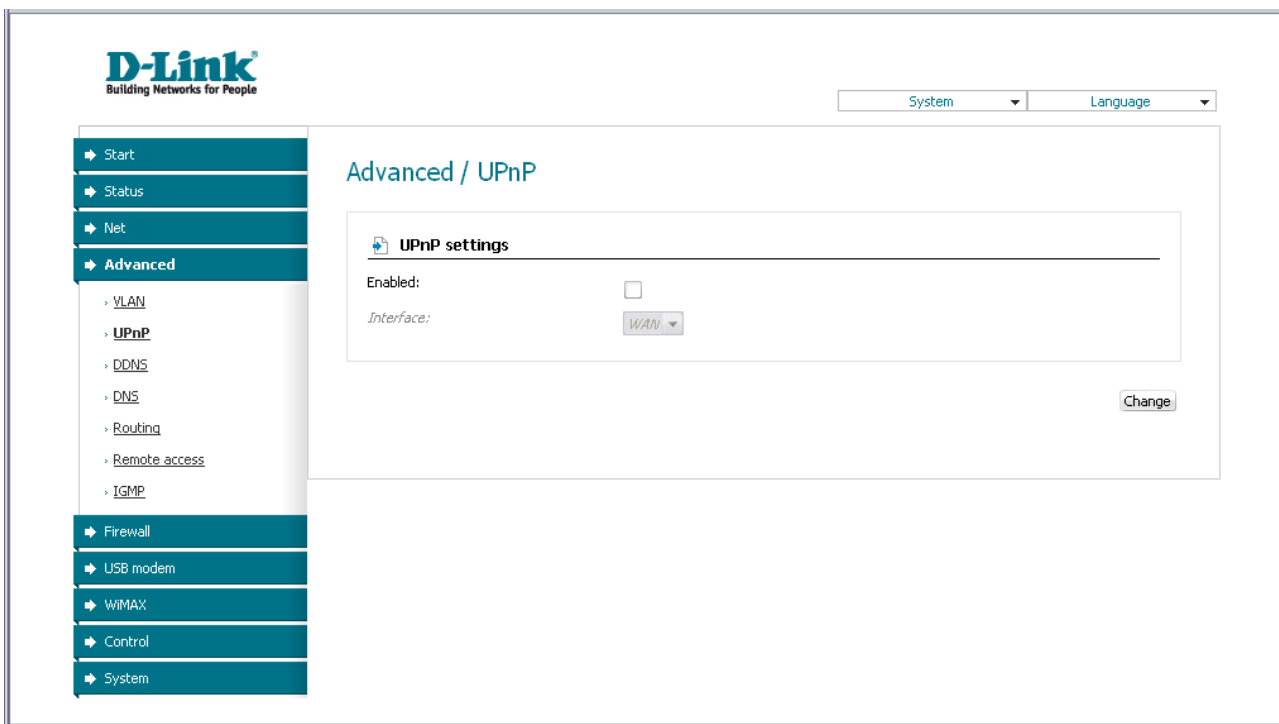 D-Link
Building Networks for People
System
Language
Start
Status
Net
Advanced
VLAN
UPnP
DDNS
DNS
Routing
Remote access
IGMP
Firewall
USB modem
WiMAX
Control
System
Advanced / UPnP
UPnP settings
Enabled:
Interface:
WAN
Change